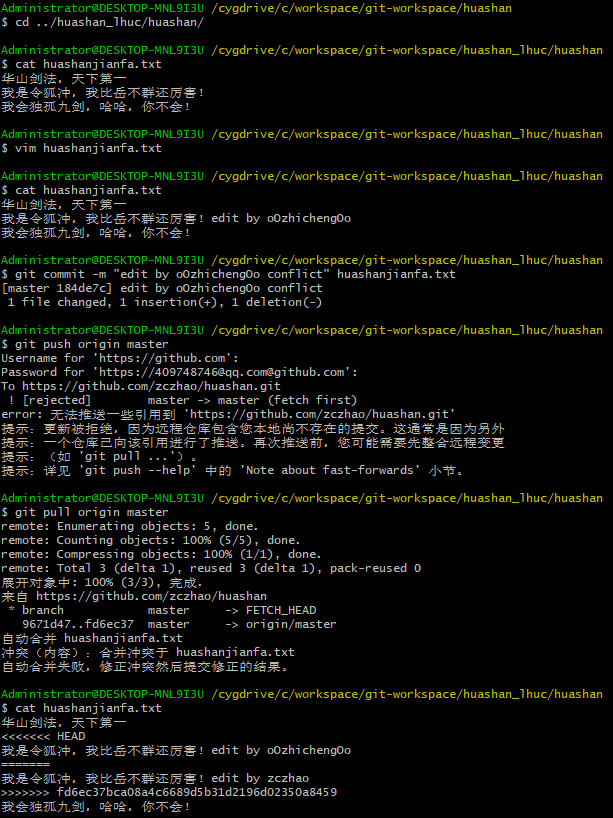 Administrator@DESKTOP-MNL9I3U /cygdrive/c/workspace/git-workspace/huashan
$ cd ../huashan_lhuc/huashan/
Administrator@DESKTOP-MNL9I3U /cygdrive/c/workspace/git-workspace/huashan_lhuc/huashan
$ cat huashanjianfa.txt
华山剑法，天下第一
我是令狐冲，我比岳不群还厉害！
我会独孤九剑，哈哈，你不会！
Administrator@DESKTOP-MNL9I3U /cygdrive/c/workspace/git-workspace/huashan_lhuc/huashan
$ vim huashanjianfa.txt
Administrator@DESKTOP-MNL9I3U /cygdrive/c/workspace/git-workspace/huashan_lhuc/huashan
$ cat huashanjianfa.txt
华山剑法，天下第一
我是令狐冲，我比岳不群还厉害！edit by oOzhichengOo
我会独孤九剑，哈哈，你不会！
Administrator@DESKTOP-MNL9I3U /cygdrive/c/workspace/git-workspace/huashan_lhuc/huashan
$ git commit -m "edit by oOzhichengOo conflict" huashanjianfa.txt
[master 184de7c] edit by oOzhichengOo conflict
1 file changed, 1 insertion(+), 1 deletion(-)
Administrator@DESKTOP-MNL9I3U /cygdrive/c/workspace/git-workspace/huashan_lhuc/huashan
$ git push origin master
Username for 'https://github.com':
Password for 'https://409748746@qq.com@github.com':
To https://github.com/zczhao/huashan.git
! [rejected] master -> master (fetch first)
error: 无法推送一些引用到 'https://github.com/zczhao/huashan.git'
提示：更新被拒绝，因为远程仓库包含您本地尚不存在的提交。这通常是因为另外
提示：一个仓库已向该引用进行了推送。再次推送前，您可能需要先整合远程变更
提示：（如 'git pull ...'）。
提示：详见 'git push --help' 中的 'Note about fast-forwards' 小节。
Administrator@DESKTOP-MNL9I3U /cygdrive/c/workspace/git-workspace/huashan_lhuc/huashan
$ git pull origin master
remote: Enumerating objects: 5, done.
remote: Counting objects: 100% (5/5), done.
remote: Compressing objects: 100% (1/1), done.
remote: Total 3 (delta 1), reused 3 (delta 1), pack-reused 0
展开对象中: 100% (3/3), 完成.
来自 https://github.com/zczhao/huashan
* branch master -> FETCH_HEAD
9671d47..fd6ec37 master -> origin/master
自动合并 huashanjianfa.txt
冲突（内容）：合并冲突于 huashanjianfa.txt
自动合并失败，修正冲突然后提交修正的结果。
Administrator@DESKTOP-MNL9I3U /cygdrive/c/workspace/git-workspace/huashan_lhuc/huashan
$ cat huashanjianfa.txt
华山剑法，天下第一
<<<<<<< HEAD
我是令狐冲，我比岳不群还厉害！edit by oOzhichengOo
=======
我是令狐冲，我比岳不群还厉害！edit by zczhao
>>>>>>> fd6ec37bca08a4c6689d5b31d2196d02350a8459
我会独孤九剑，哈哈，你不会！